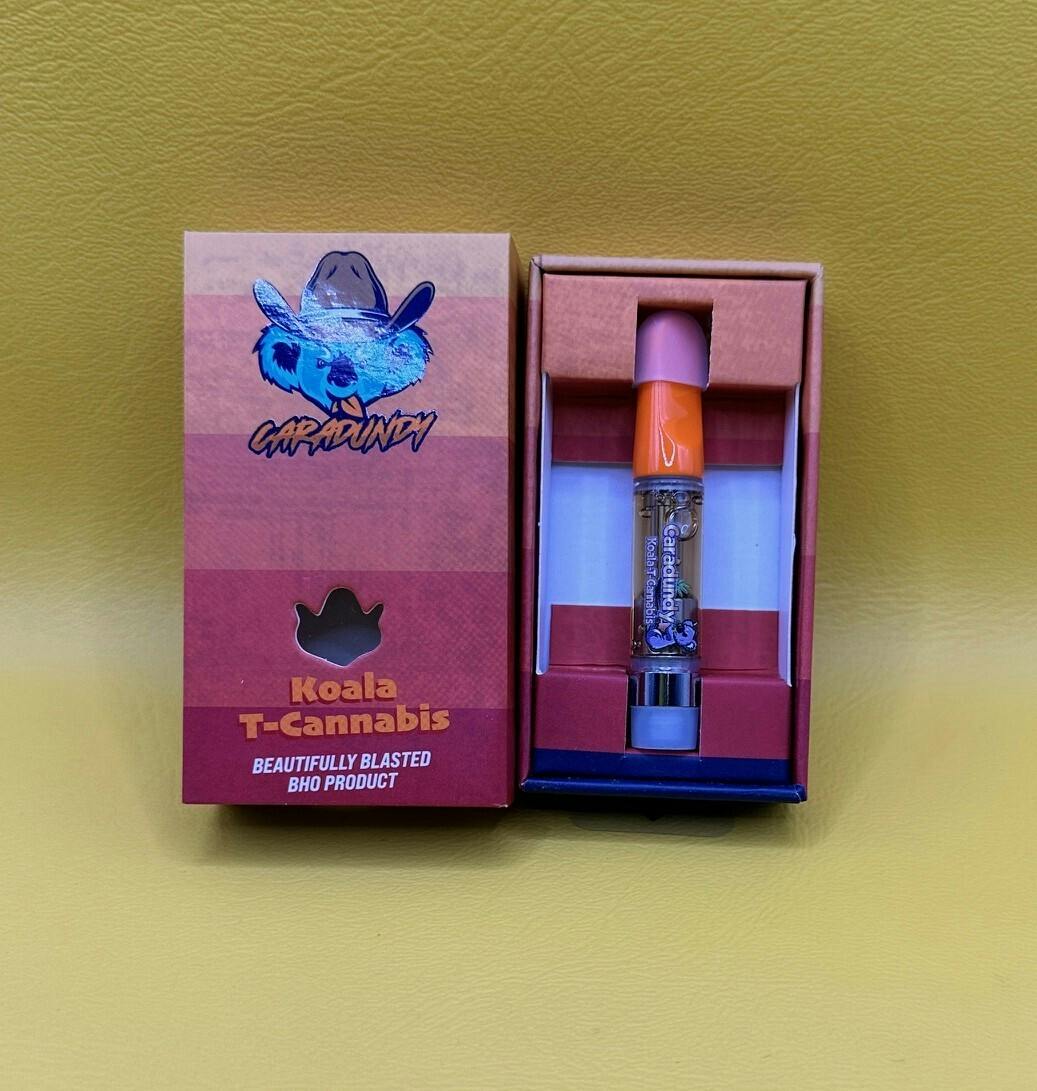 CARADUNDY
Koala
T-Cannabis
BEAUTIFULLY BLASTED
BHO PRODUCT
Caradundy
Koala-T-Cannabis